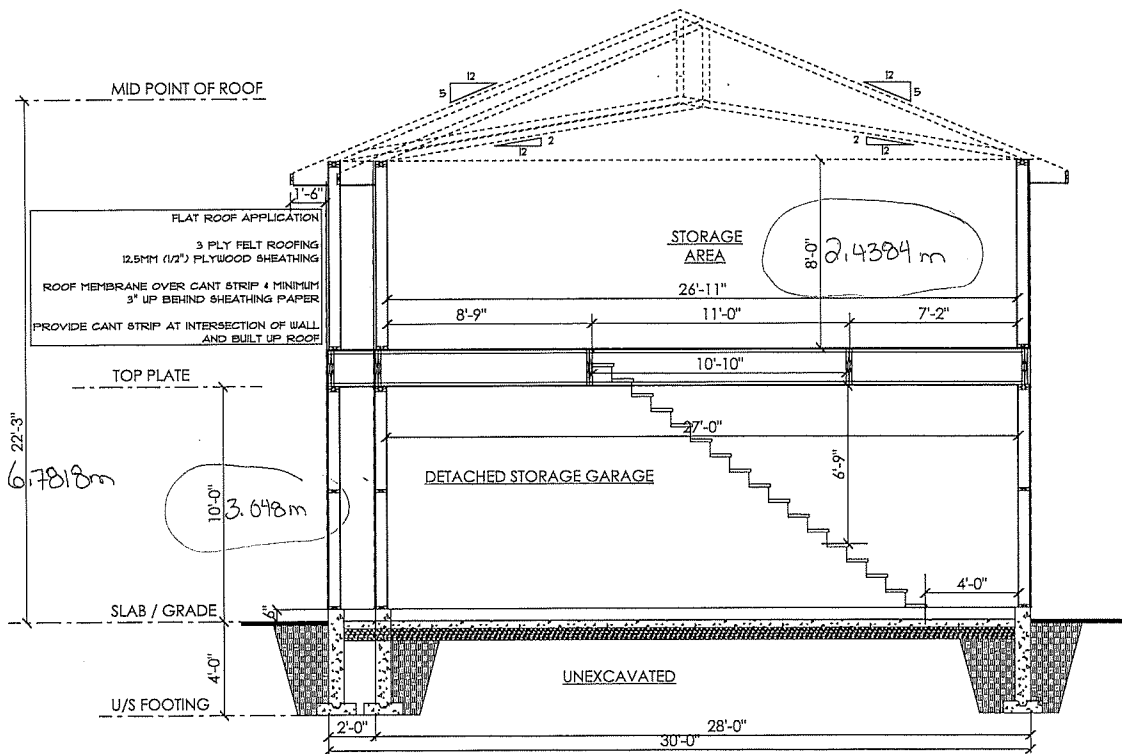 12
5
12
5
MID POINT OF ROOF
12
2
2
12
1'-6"
FLAT ROOF APPLICATION
3 PLY FELT ROOFING
12.5MM (1/2") PLYWOOD SHEATHING
ROOF MEMBRANE OVER CANT STRIP & MINIMUM
3" UP BEHIND SHEATHING PAPER
PROVIDE CANT STRIP AT INTERSECTION OF WALL
AND BUILT UP ROOF
STORAGE
AREA
8'-0"
2.4384 m
26'-11"
8'-9"
11'-0"
7'-2"
10'-10"
TOP PLATE
22'-3"
6.7818m
27'-0"
6'-9"
DETACHED STORAGE GARAGE
10'-0"
3.048m
4'-0"
SLAB / GRADE
6"
4'-0"
UNEXCAVATED
U/S FOOTING
2'-0"
28'-0"
30'-0"